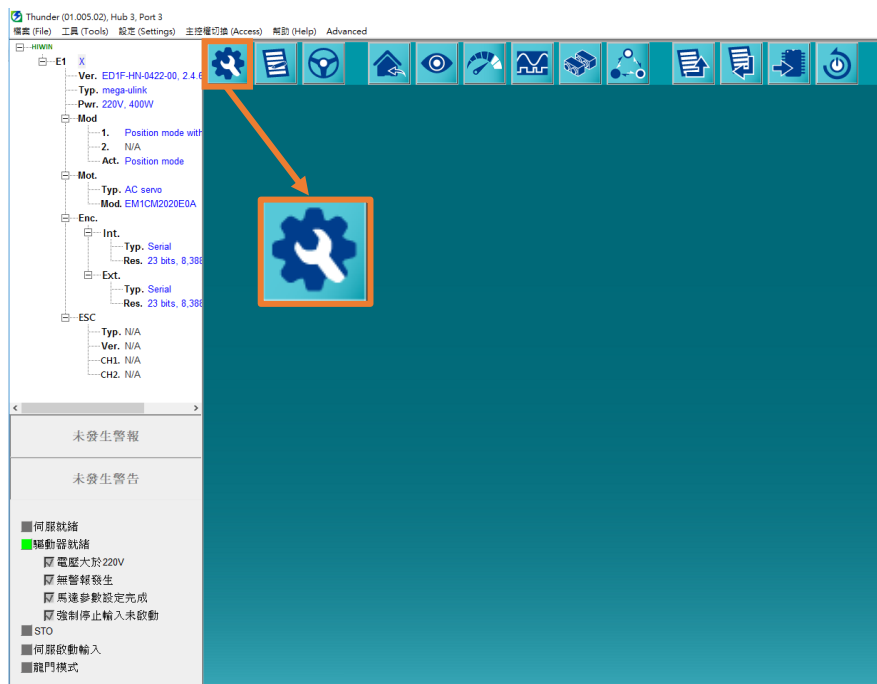 Thunder (01.005.02), Hub 3, Port 3
檔案 (File) 工具 (Tools) 設定 (Settings) 主控權切換 (Access) 幫助 (Help) Advanced
HIWIN
E1 X
Ver. ED1F-HN-0422-00, 2.4.6
Typ. mega-ulink
Pwr. 220V, 400W
Mod
1. Position mode with
2. N/A
Act. Position mode
Mot.
Typ. AC servo
Mod. EM1CM2020E0A
Enc.
Int.
Typ. Serial
Res. 23 bits, 8,388
Ext.
Typ. Serial
Res. 23 bits, 8,388
ESC
Typ. N/A
Ver. N/A
CH1. N/A
CH2. N/A
未發生警報
未發生警告
伺服就緒
驅動器就緒
電壓大於220V
無警報發生
馬達參數設定完成
強制停止輸入未啟動
STO
伺服啟動輸入
龍門模式